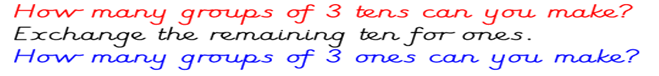 How many groups of 3 tens can you make?
Exchange the remaining ten for ones.
How many groups of 3 ones can you make?